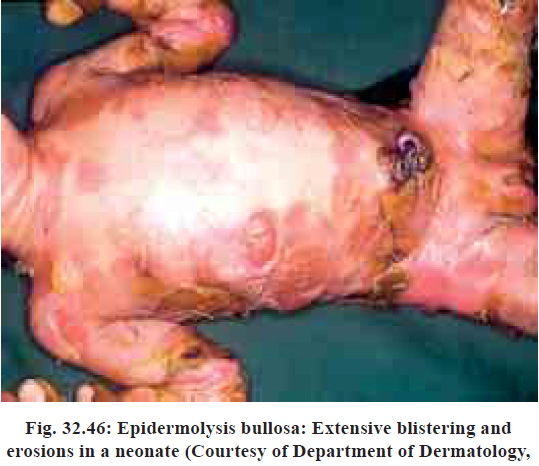 Fig. 32.46: Epidermolysis bullosa: Extensive blistering and
erosions in a neonate (Courtesy of Department of Dermatology,